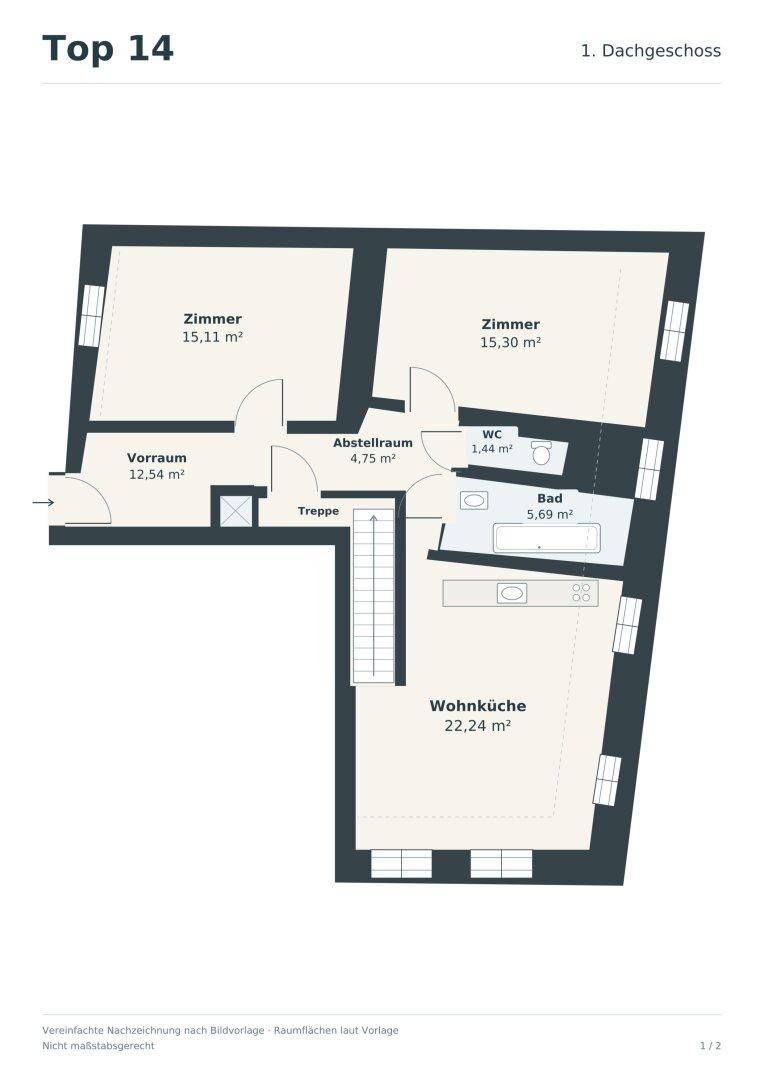 Top 14
1. Dachgeschoss
Zimmer
15,11 m²
Zimmer
15,30 m²
Vorraum
12,54 m²
Abstellraum
4,75 m²
WC
1,44 m²
Bad
5,69 m²
Treppe
Wohnküche
22,24 m²
Vereinfachte Nachzeichnung nach Bildvorlage · Raumflächen laut Vorlage
Nicht maßstabsgerecht
1 / 2